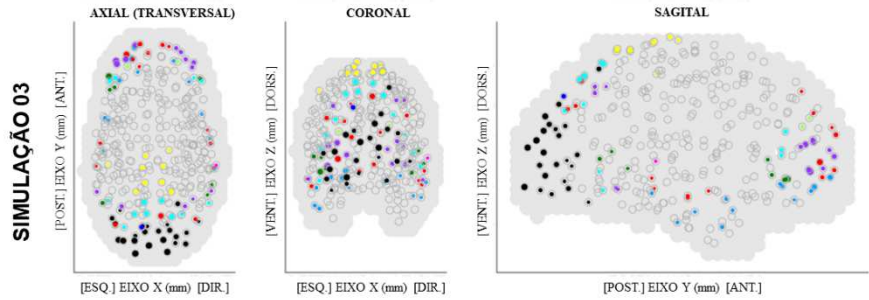 AXIAL (TRANSVERSAL)
CORONAL
SAGITAL
SIMULAÇÃO 03
[POST.] EIXO Y (mm) [ANT.]
[VENT.] EIXO Z (mm) [DORS.]
[VENT.] EIXO Z (mm) [DORS.]
[ESQ.] EIXO X (mm) [DIR.]
[ESQ.] EIXO X (mm) [DIR.]
[POST.] EIXO Y (mm) [ANT.]